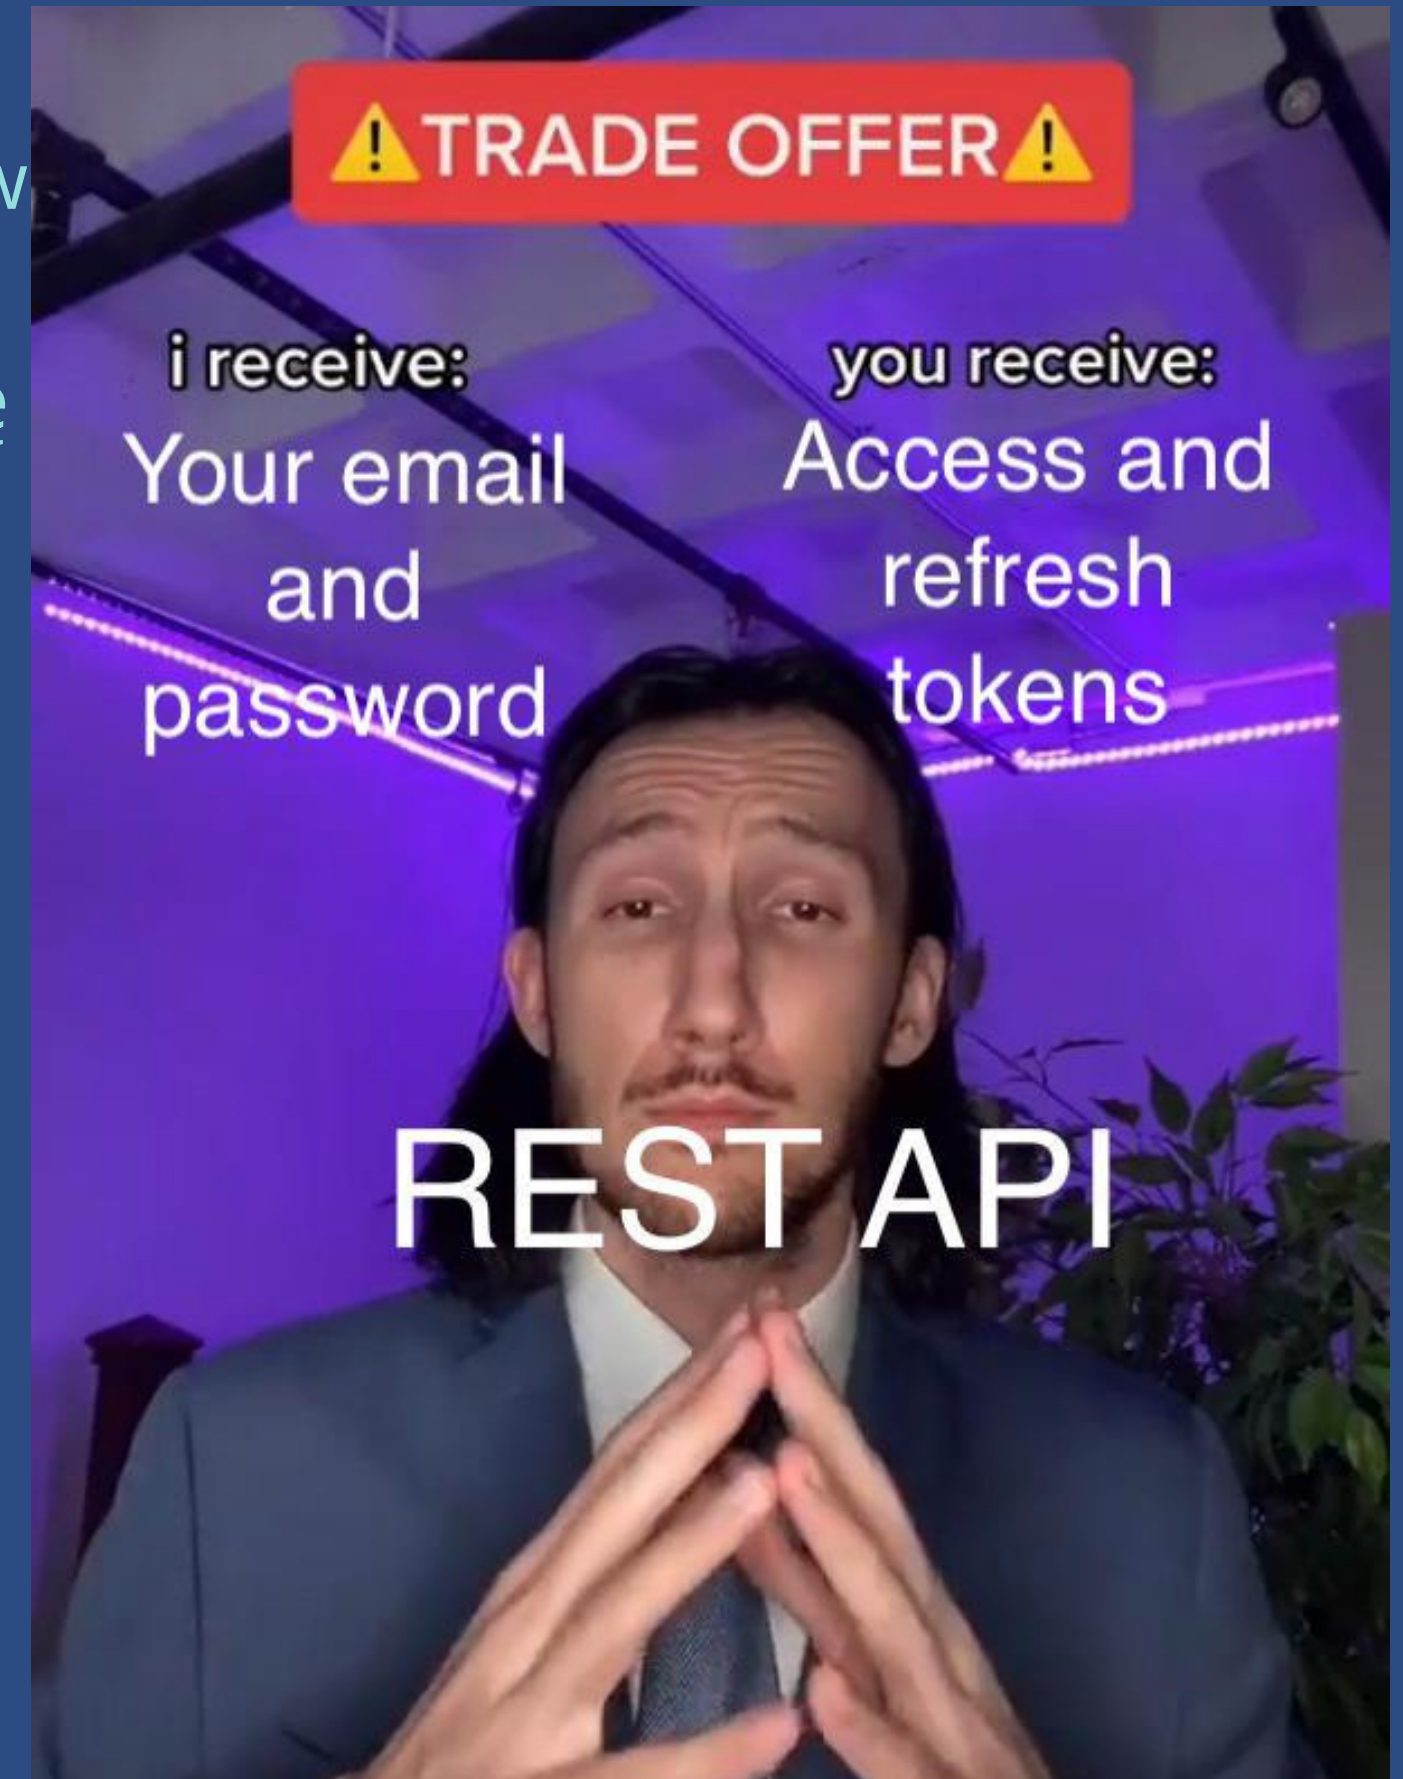 ⚠TRADE OFFER⚠
i receive:
Your email
and
password
you receive:
Access and
refresh
tokens
REST API